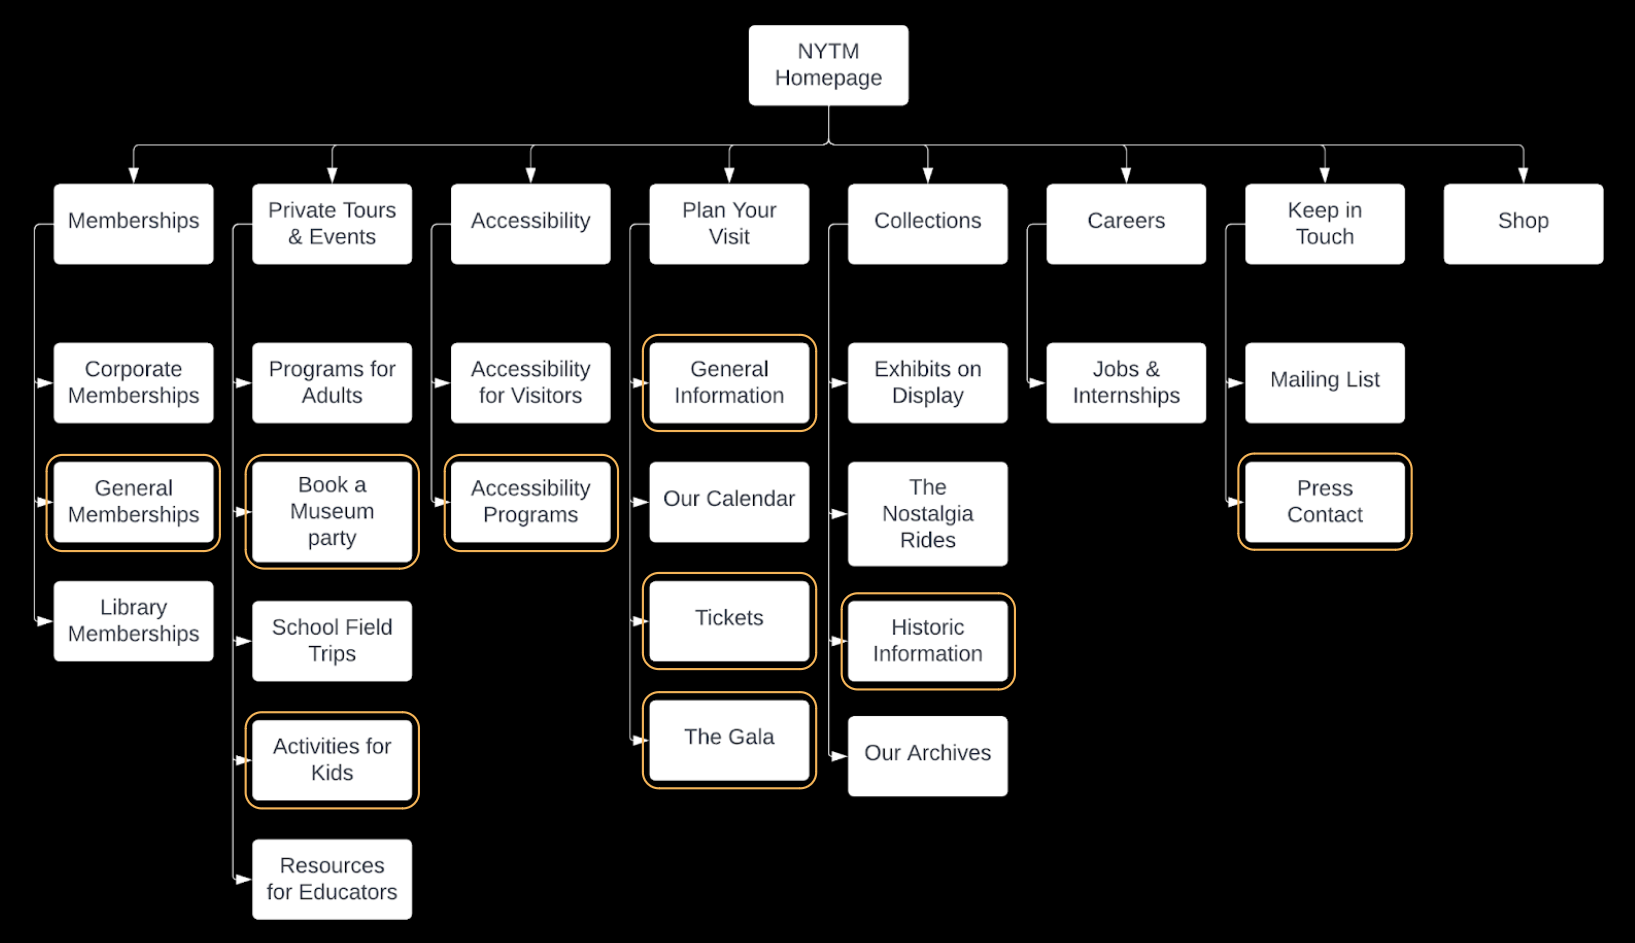 NYTM
Homepage
Memberships
Private Tours
& Events
Accessibility
Plan Your
Visit
Collections
Careers
Keep in
Touch
Shop
Corporate
Memberships
General
Memberships
Library
Memberships
Programs for
Adults
Book a
Museum
party
School Field
Trips
Activities for
Kids
Resources
for Educators
Accessibility
for Visitors
Accessibility
Programs
General
Information
Our Calendar
Tickets
The Gala
Exhibits on
Display
The
Nostalgia
Rides
Historic
Information
Our Archives
Jobs &
Internships
Mailing List
Press
Contact